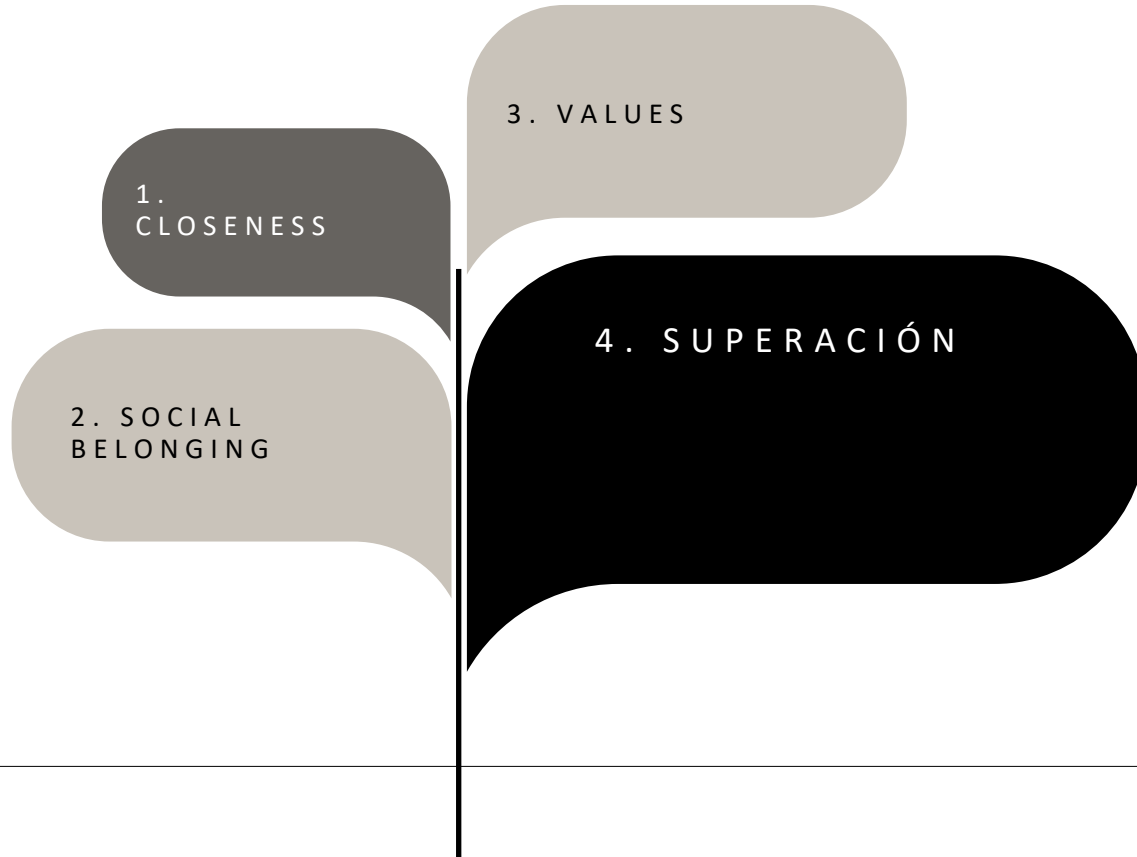 1.
CLOSENESS
2. SOCIAL
BELONGING
3. VALUES
4. SUPERACIÓN